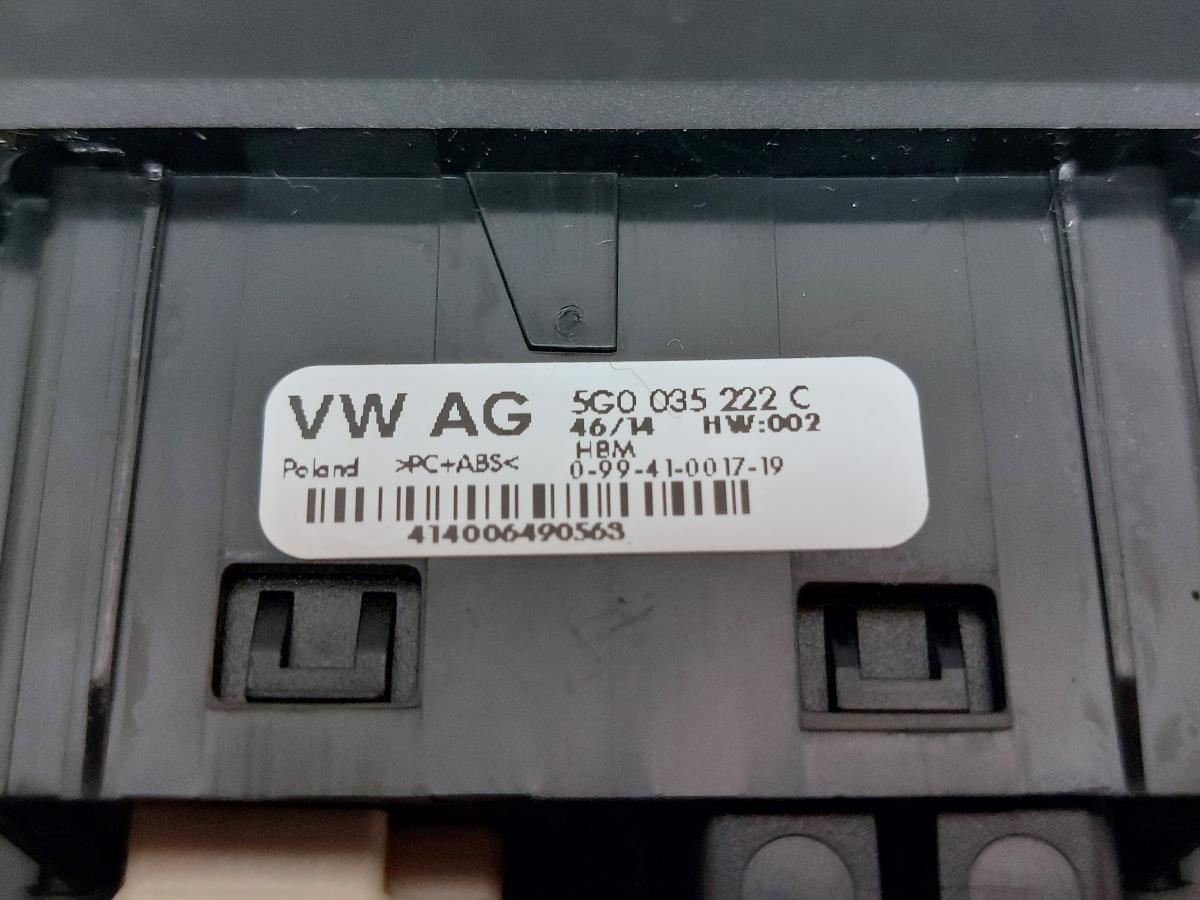 VW AG 5G0 035 222 C
46/14 HW:002
HBM
Poland >PC+ABS< 0-99-41-0017-19
414006490563